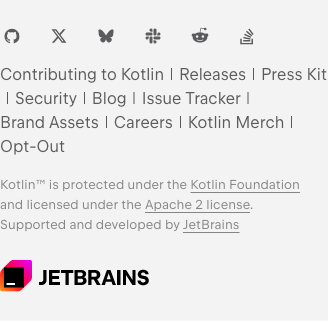 Contributing to Kotlin | Releases | Press Kit
| Security | Blog | Issue Tracker |
Brand Assets | Careers | Kotlin Merch |
Opt-Out
Kotlin™ is protected under the Kotlin Foundation
and licensed under the Apache 2 license.
Supported and developed by JetBrains
JETBRAINS